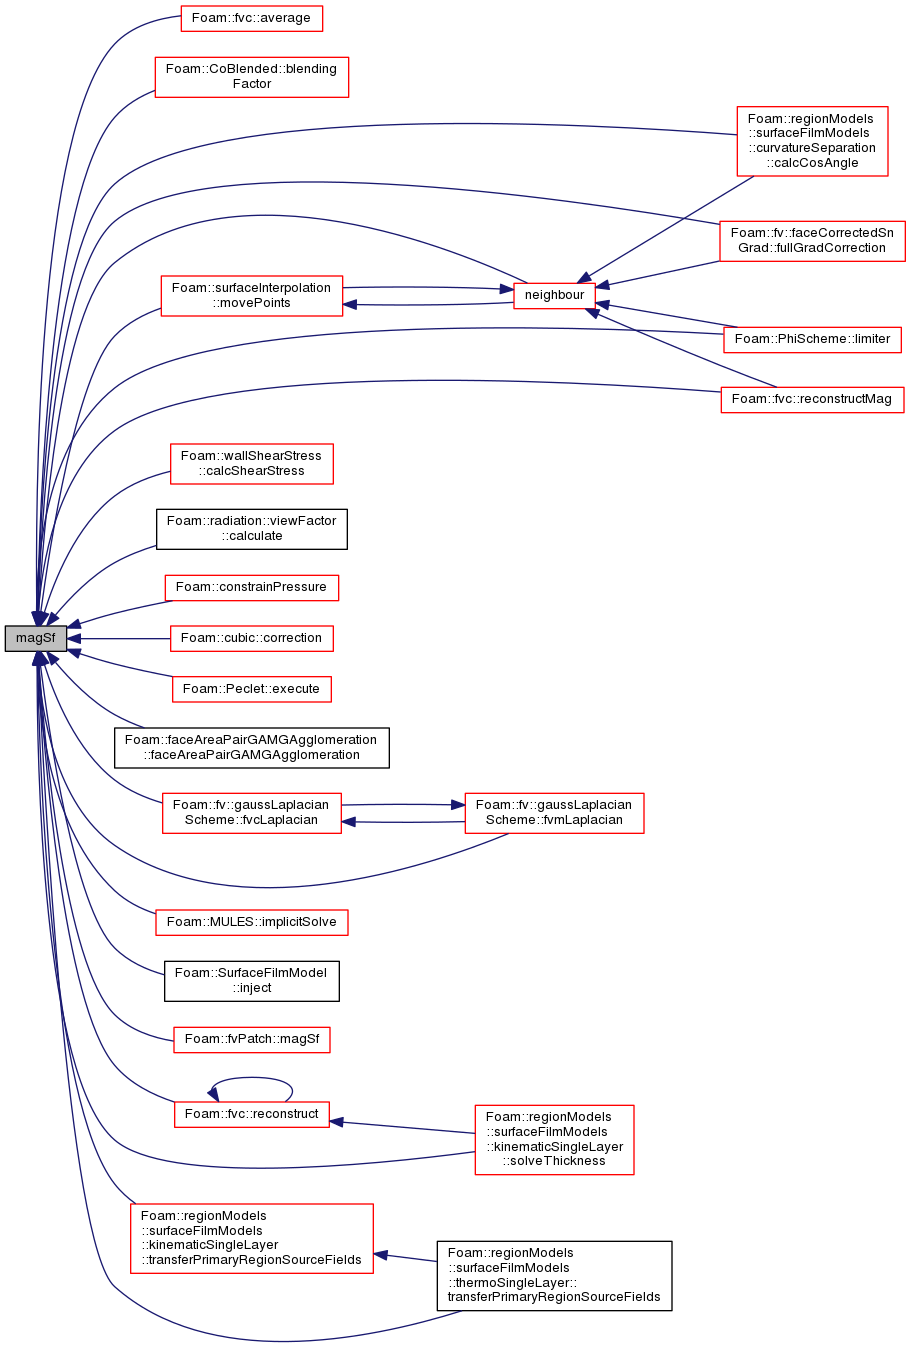 Foam::fvc::average
Foam::CoBlended::blending
Factor
Foam::regionModels
::surfaceFilmModels
::curvatureSeparation
::calcCosAngle
Foam::fv::faceCorrectedSn
Grad::fullGradCorrection
Foam::surfaceInterpolation
::movePoints
neighbour
Foam::PhiScheme::limiter
Foam::fvc::reconstructMag
Foam::wallShearStress
::calcShearStress
Foam::radiation::viewFactor
::calculate
Foam::constrainPressure
magSf
Foam::cubic::correction
Foam::Peclet::execute
Foam::faceAreaPairGAMGAgglomeration
::faceAreaPairGAMGAgglomeration
Foam::fv::gaussLaplacian
Scheme::fvcLaplacian
Foam::fv::gaussLaplacian
Scheme::fvmLaplacian
Foam::MULES::implicitSolve
Foam::SurfaceFilmModel
::inject
Foam::fvPatch::magSf
Foam::fvc::reconstruct
Foam::regionModels
::surfaceFilmModels
::kinematicSingleLayer
::solveThickness
Foam::regionModels
::surfaceFilmModels
::kinematicSingleLayer
::transferPrimaryRegionSourceFields
Foam::regionModels
::surfaceFilmModels
::thermoSingleLayer::
transferPrimaryRegionSourceFields